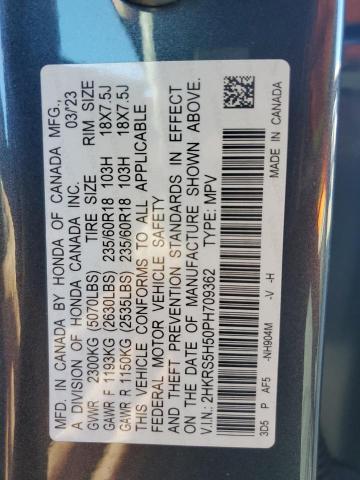 MFD. IN CANADA BY HONDA OF CANADA MFG.,
A DIVISION OF HONDA CANADA INC. 03/23
GVWR 2300KG (5070LBS) TIRE SIZE RIM SIZE
GAWR F 1193KG (2630LBS) 235/60R18 103H 18X7.5J
GAWR R 1150KG (2535LBS) 235/60R18 103H 18X7.5J
THIS VEHICLE CONFORMS TO ALL APPLICABLE
FEDERAL MOTOR VEHICLE SAFETY
AND THEFT PREVENTION STANDARDS IN EFFECT
ON THE DATE OF MANUFACTURE SHOWN ABOVE.
V.I.N.: 2HKRS5H50PH709362 TYPE: MPV
3D5 P AF5 -NH904M -V -H MADE IN CANADA